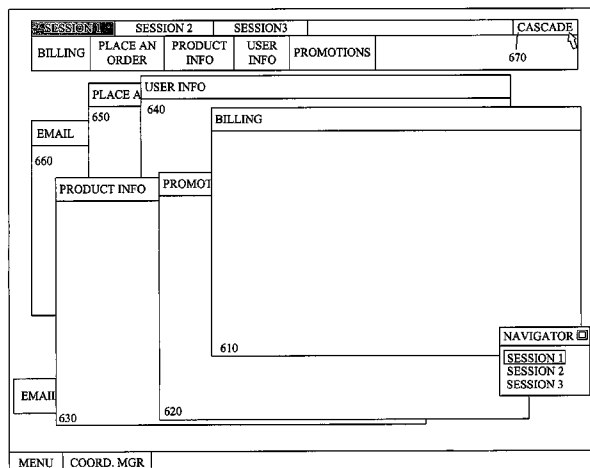 SESSION 1 SESSION 2 SESSION3 CASCADE
BILLING PLACE AN ORDER PRODUCT INFO USER INFO PROMOTIONS
670
PLACE A
USER INFO
650
640
BILLING
EMAIL
660
PRODUCT INFO
PROMOT
NAVIGATOR
SESSION 1
SESSION 2
SESSION 3
610
EMAIL
630
620
MENU COORD. MGR